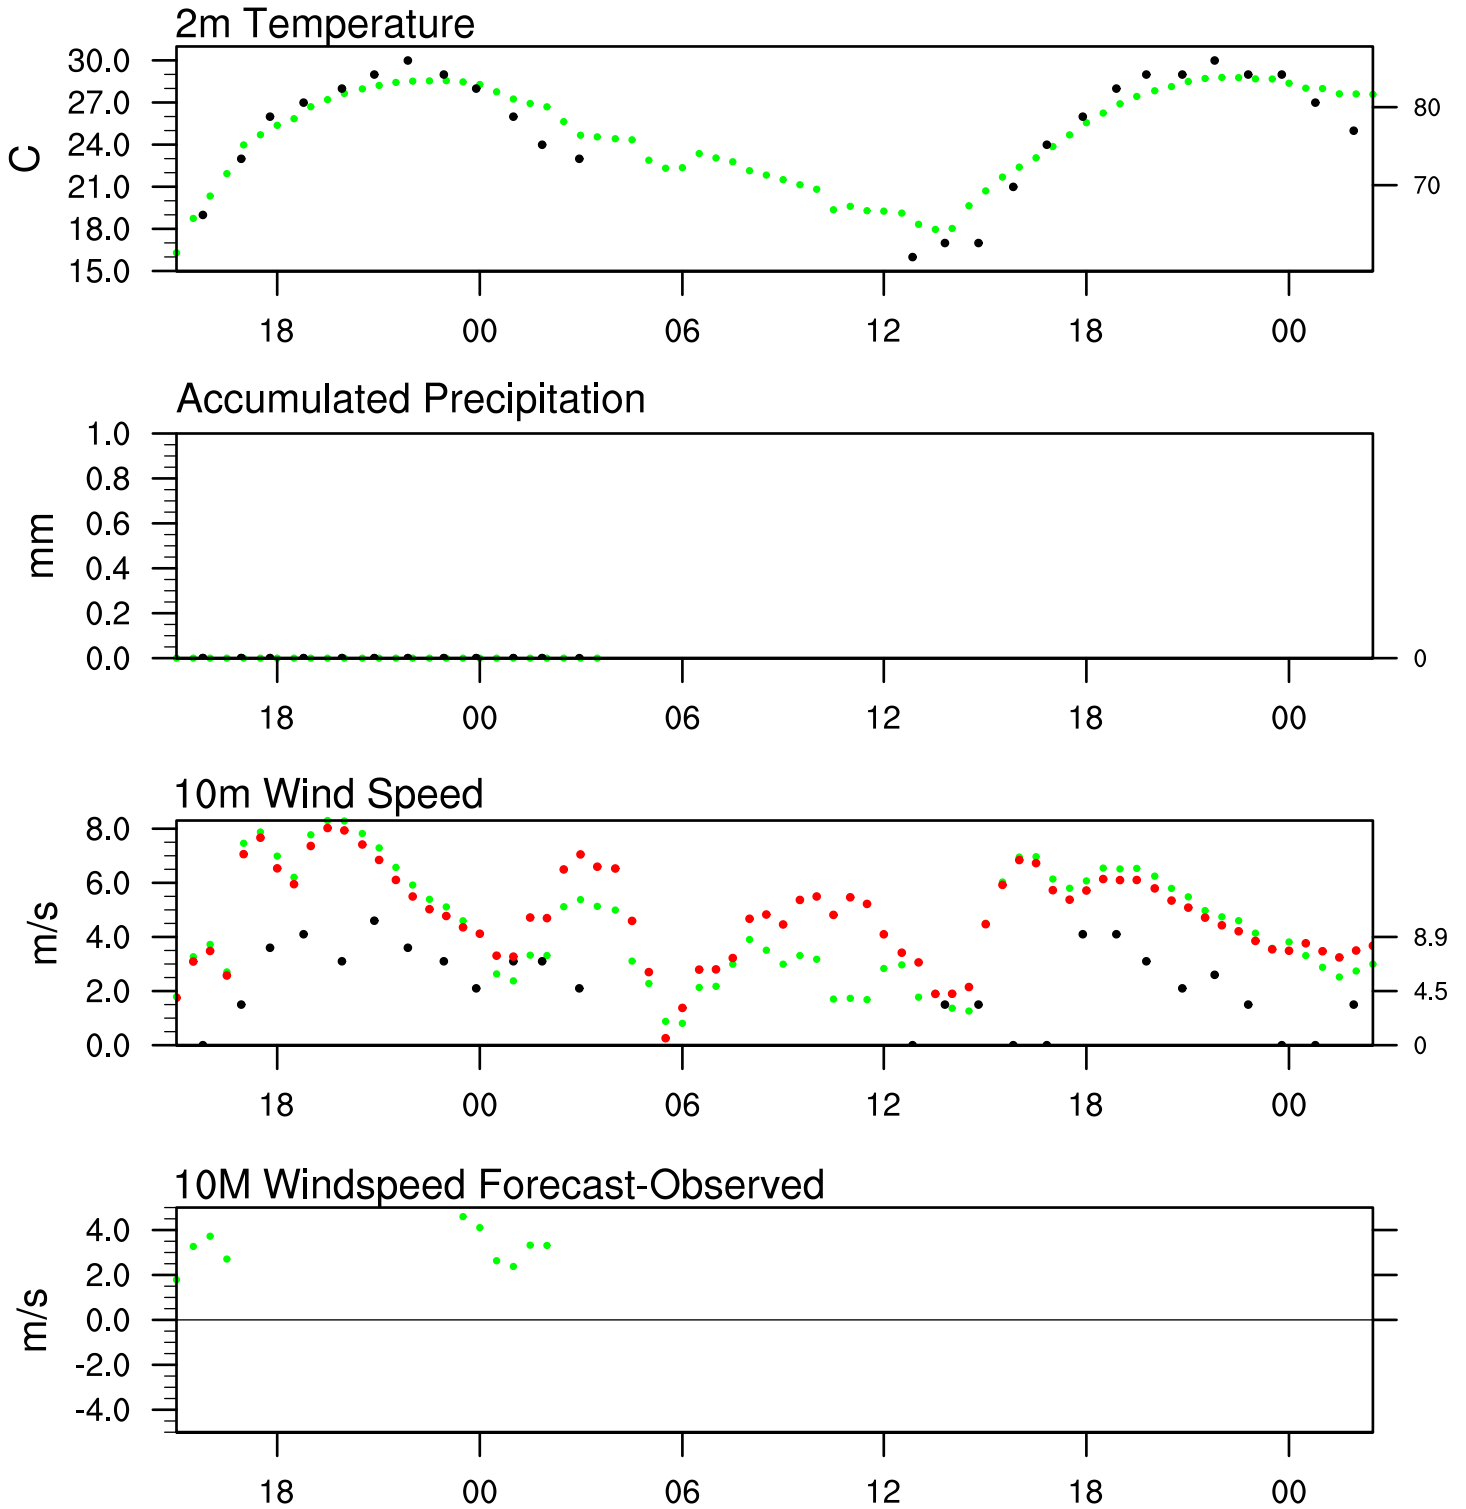 2m Temperature
30.0
27.0
24.0
21.0
18.0
15.0
C
80
70
18 00 06 12 18 00
Accumulated Precipitation
1.0
0.8
0.6
0.4
0.2
0.0
mm
0
18 00 06 12 18 00
10m Wind Speed
8.0
6.0
4.0
2.0
0.0
m/s
8.9
4.5
0
18 00 06 12 18 00
10M Windspeed Forecast-Observed
4.0
2.0
0.0
-2.0
-4.0
m/s
18 00 06 12 18 00